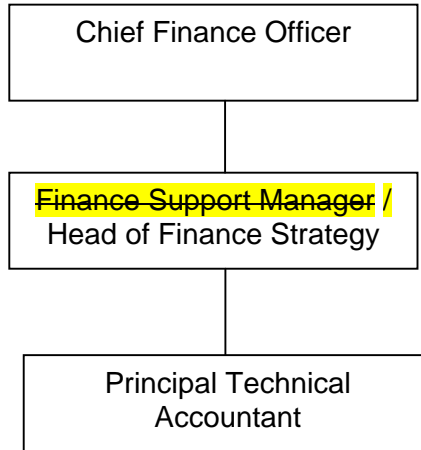 Chief Finance Officer
Finance Support Manager /
Head of Finance Strategy
Principal Technical
Accountant